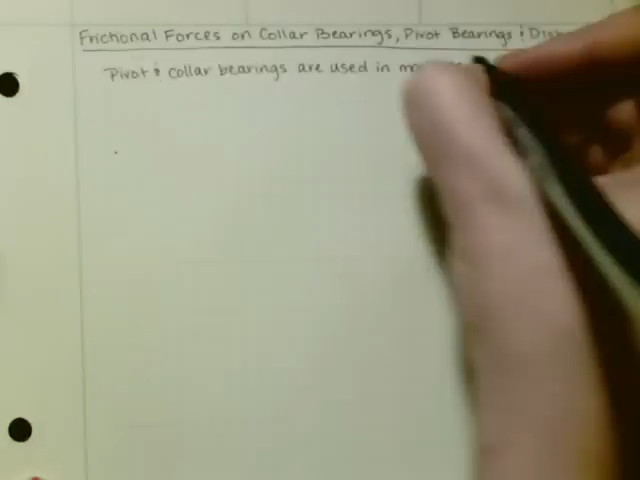 Frictional Forces on Collar Bearings, Pivot Bearings &
Pivot & collar bearings are used in